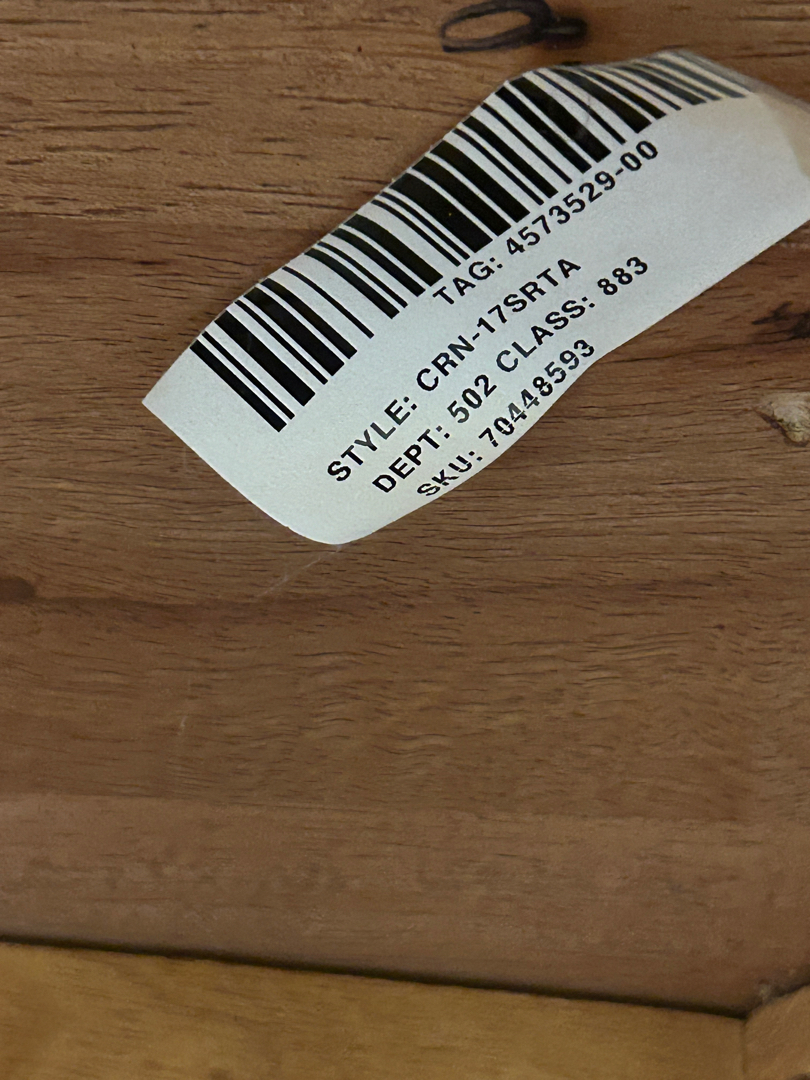 TAG: 4573529-00
STYLE: CRN-17SRTA
DEPT: 502 CLASS: 883
SKU: 70448593